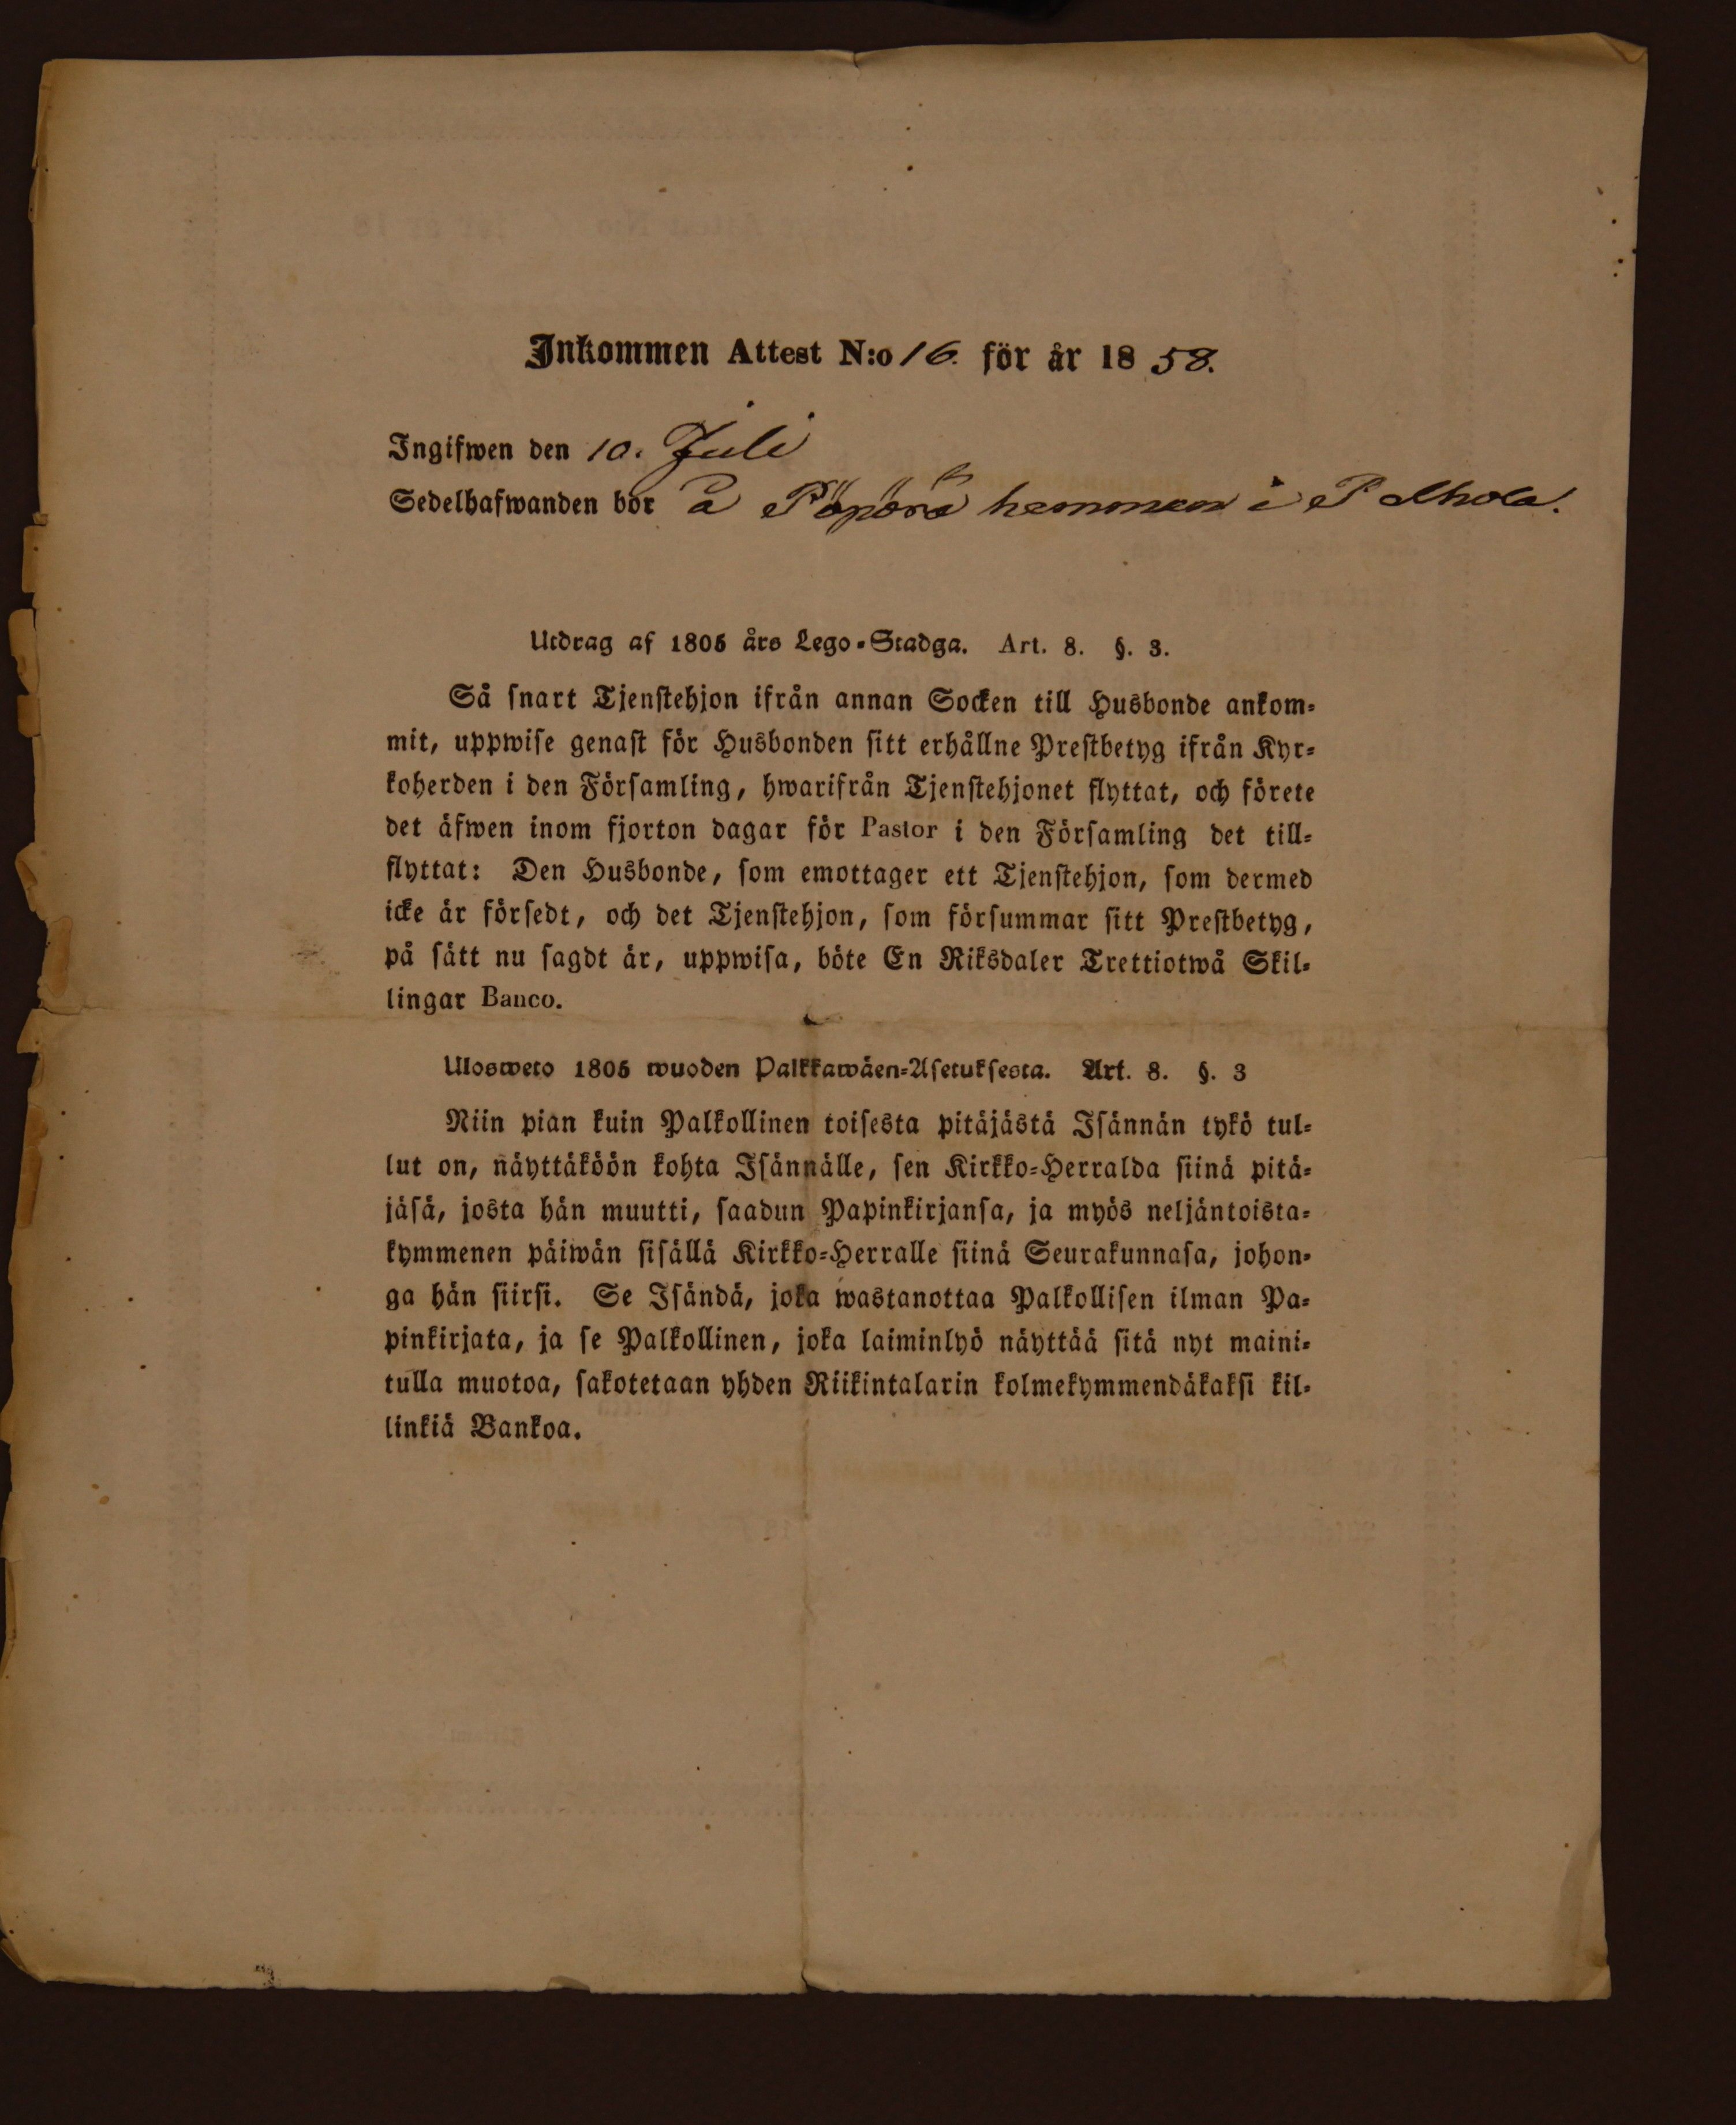 Inkommen Attest N:o 16. för år 1858.
Ingifwen den 10. Juli
Sedelhafwanden bor å Pöpörä hemman i P
Utdrag af 1805 års Lego-Stadga. Art. 8. §. 3.
Så snart Tjenstehjon ifrån annan Socken till Husbonde ankom-
mit, uppwise genast för Husbonden sitt erhållne Prestbetyg ifrån Kyr-
koherden i den Församling, hwarifrån Tjenstehjonet flyttat, och förete
det äfwen inom fjorton dagar för Pastor i den Församling det till-
flyttat: Den Husbonde, som emottager ett Tjenstehjon, som dermed
icke är försedt, och det Tjenstehjon, som försummar sitt Prestbetyg,
på sätt nu sagdt är, uppwisa, böte En Riksdaler Trettiotwå Skil-
lingar Banco.
Ulosweto 1805 wuoden Palkkawäen-Asetuksesta. Art. 8. §. 3
Niin pian kuin Palkollinen toisesta pitäjästä Isännän tykö tul-
lut on, näyttäköön kohta Isännälle, sen Kirkko-Herralda siinä pitä-
jäsä, josta hän muutti, saadun Papinkirjansa, ja myös neljäntoista-
kymmenen päiwän sisällä Kirkko-Herralle siinä Seurakunnasa, johon-
ga hän siirsi. Se Isändä, joka wastanottaa Palkollisen ilman Pa-
pinkirjata, ja se Palkollinen, joka laiminlyö näyttää sitä nyt maini-
tulla muotoa, sakotetaan yhden Riikintalarin kolmekymmendäkaksi kil-
linkiä Bankoa.